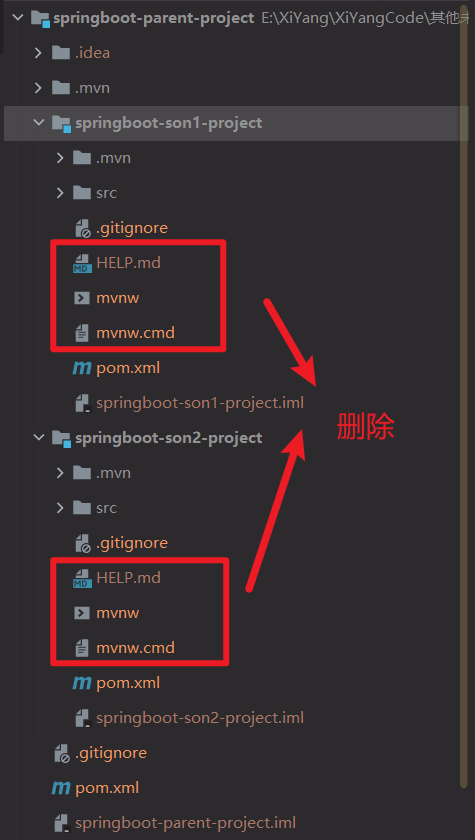 springboot-parent-project E:\XiYang\XiYangCode\其他
.idea
.mvn
springboot-son1-project
.mvn
src
.gitignore
HELP.md
mvnw
mvnw.cmd
pom.xml
springboot-son1-project.iml
删除
springboot-son2-project
.mvn
src
.gitignore
HELP.md
mvnw
mvnw.cmd
pom.xml
springboot-son2-project.iml
.gitignore
pom.xml
springboot-parent-project.iml